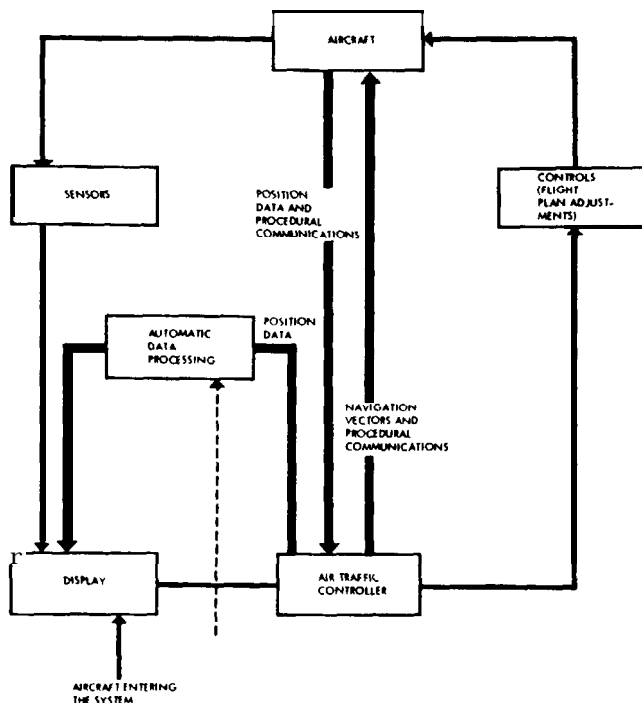 AIRCRAFT
SENSORS
POSITION
DATA AND
PROCEDURAL
COMMUNICATIONS
CONTROLS
(FLIGHT
PLAN ADJUST-
MENTS)
AUTOMATIC
DATA
PROCESSING
POSITION
DATA
NAVIGATION
VECTORS AND
PROCEDURAL
COMMUNICATIONS
r
DISPLAY
AIR TRAFFIC
CONTROLLER
AIRCRAFT ENTERING
THE SYSTEM